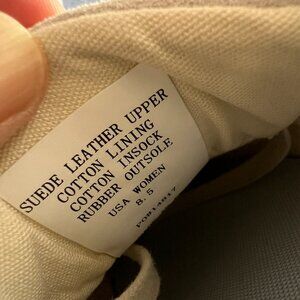 SUEDE LEATHER UPPER
COTTON LINING
COTTON INSOCK
RUBBER OUTSOLE
USA WOMEN
8.5